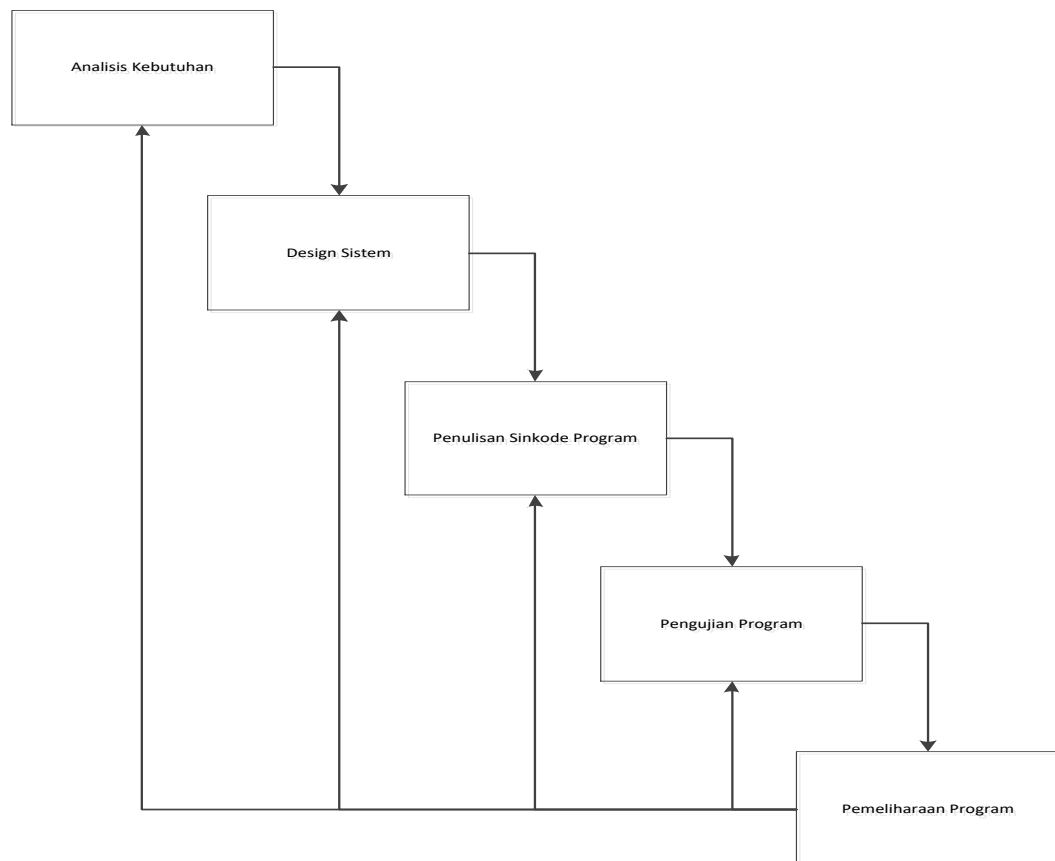 Analisis Kebutuhan
Design Sistem
Penulisan Sinkode Program
Pengujian Program
Pemeliharaan Program